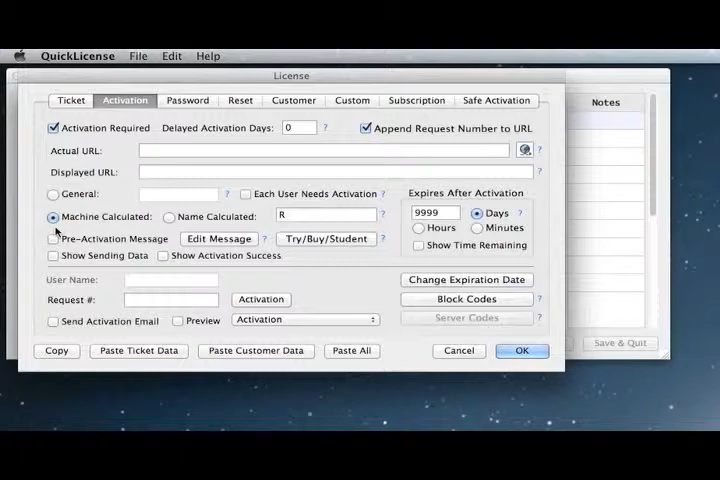 QuickLicense File Edit Help
License
Ticket Activation Password Reset Customer Custom Subscription Safe Activation
Notes
Activation Required Delayed Activation Days: 0 ? Append Request Number to URL
Actual URL: ?
Displayed URL: ?
General: ? Each User Needs Activation ? Expires After Activation
Machine Calculated: Name Calculated: R 9999 Days ?
Hours Minutes
Pre-Activation Message Edit Message ? Try/Buy/Student Show Time Remaining
Show Sending Data Show Activation Success
User Name: Change Expiration Date
Request #: Activation Block Codes ?
Send Activation Email Preview Activation Server Codes ?
Copy Paste Ticket Data Paste Customer Data Paste All Cancel OK Save & Quit